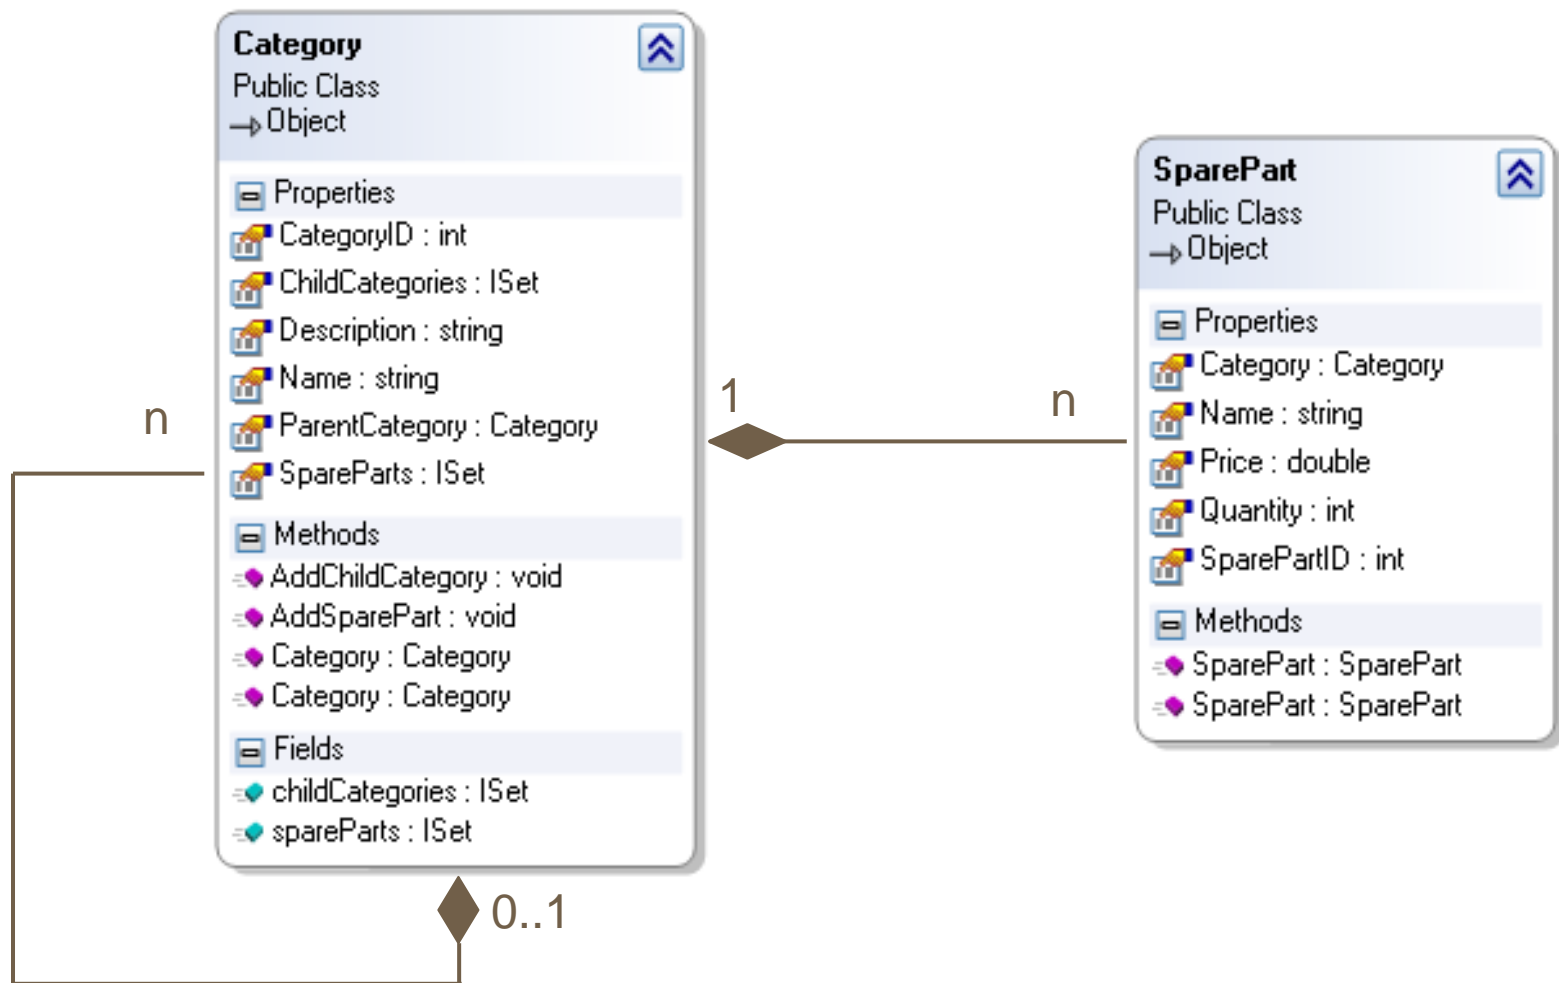 Category
Public Class
Object
Properties
CategoryID : int
ChildCategories : ISet
Description : string
Name : string
ParentCategory : Category
SpareParts : ISet
Methods
AddChildCategory : void
AddSparePart : void
Category : Category
Category : Category
Fields
childCategories : ISet
spareParts : ISet
n
0..1
1
n
SparePart
Public Class
Object
Properties
Category : Category
Name : string
Price : double
Quantity : int
SparePartID : int
Methods
SparePart : SparePart
SparePart : SparePart